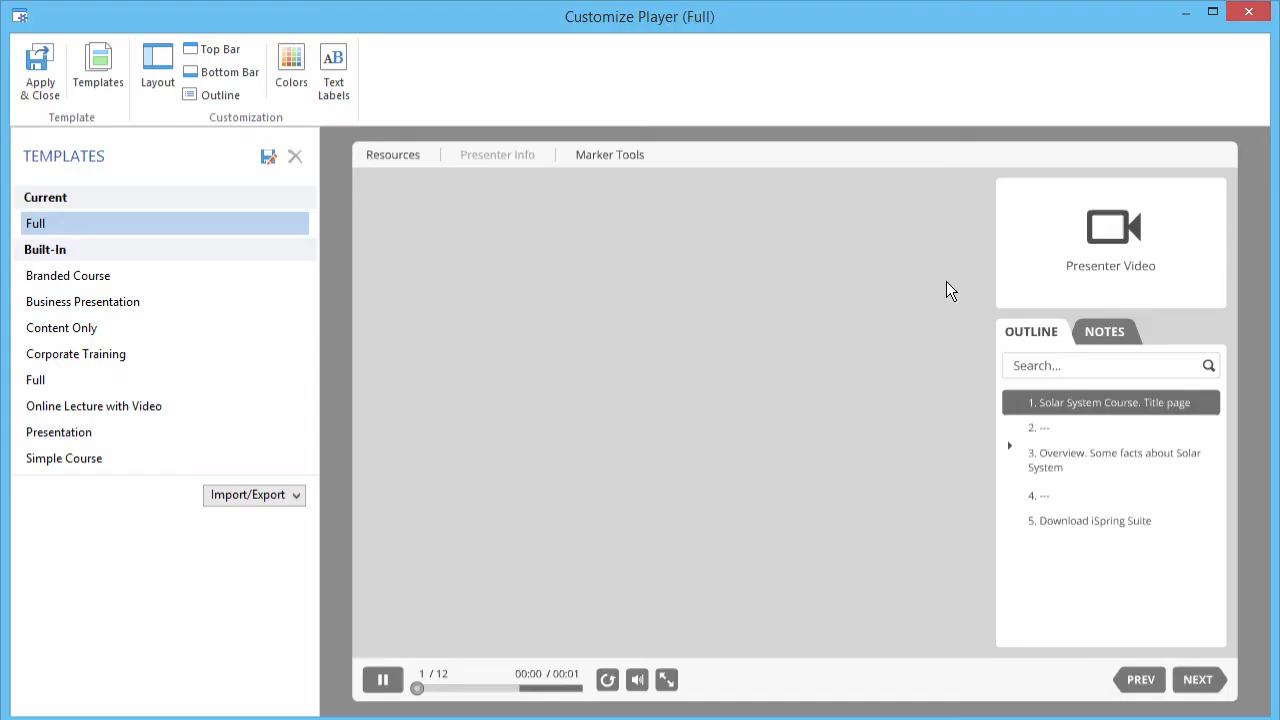 Customize Player (Full)
Apply
& Close
Templates
Layout
Top Bar
Bottom Bar
Outline
Colors
AB
Text
Labels
Template
Customization
TEMPLATES
Current
Full
Built-In
Branded Course
Business Presentation
Content Only
Corporate Training
Full
Online Lecture with Video
Presentation
Simple Course
Import/Export
Resources
Presenter Info
Marker Tools
Presenter Video
OUTLINE
NOTES
Search...
1. Solar System Course. Title page
2. ---
3. Overview. Some facts about Solar
System
4. ---
5. Download iSpring Suite
1 / 12
00:00 / 00:01
PREV
NEXT